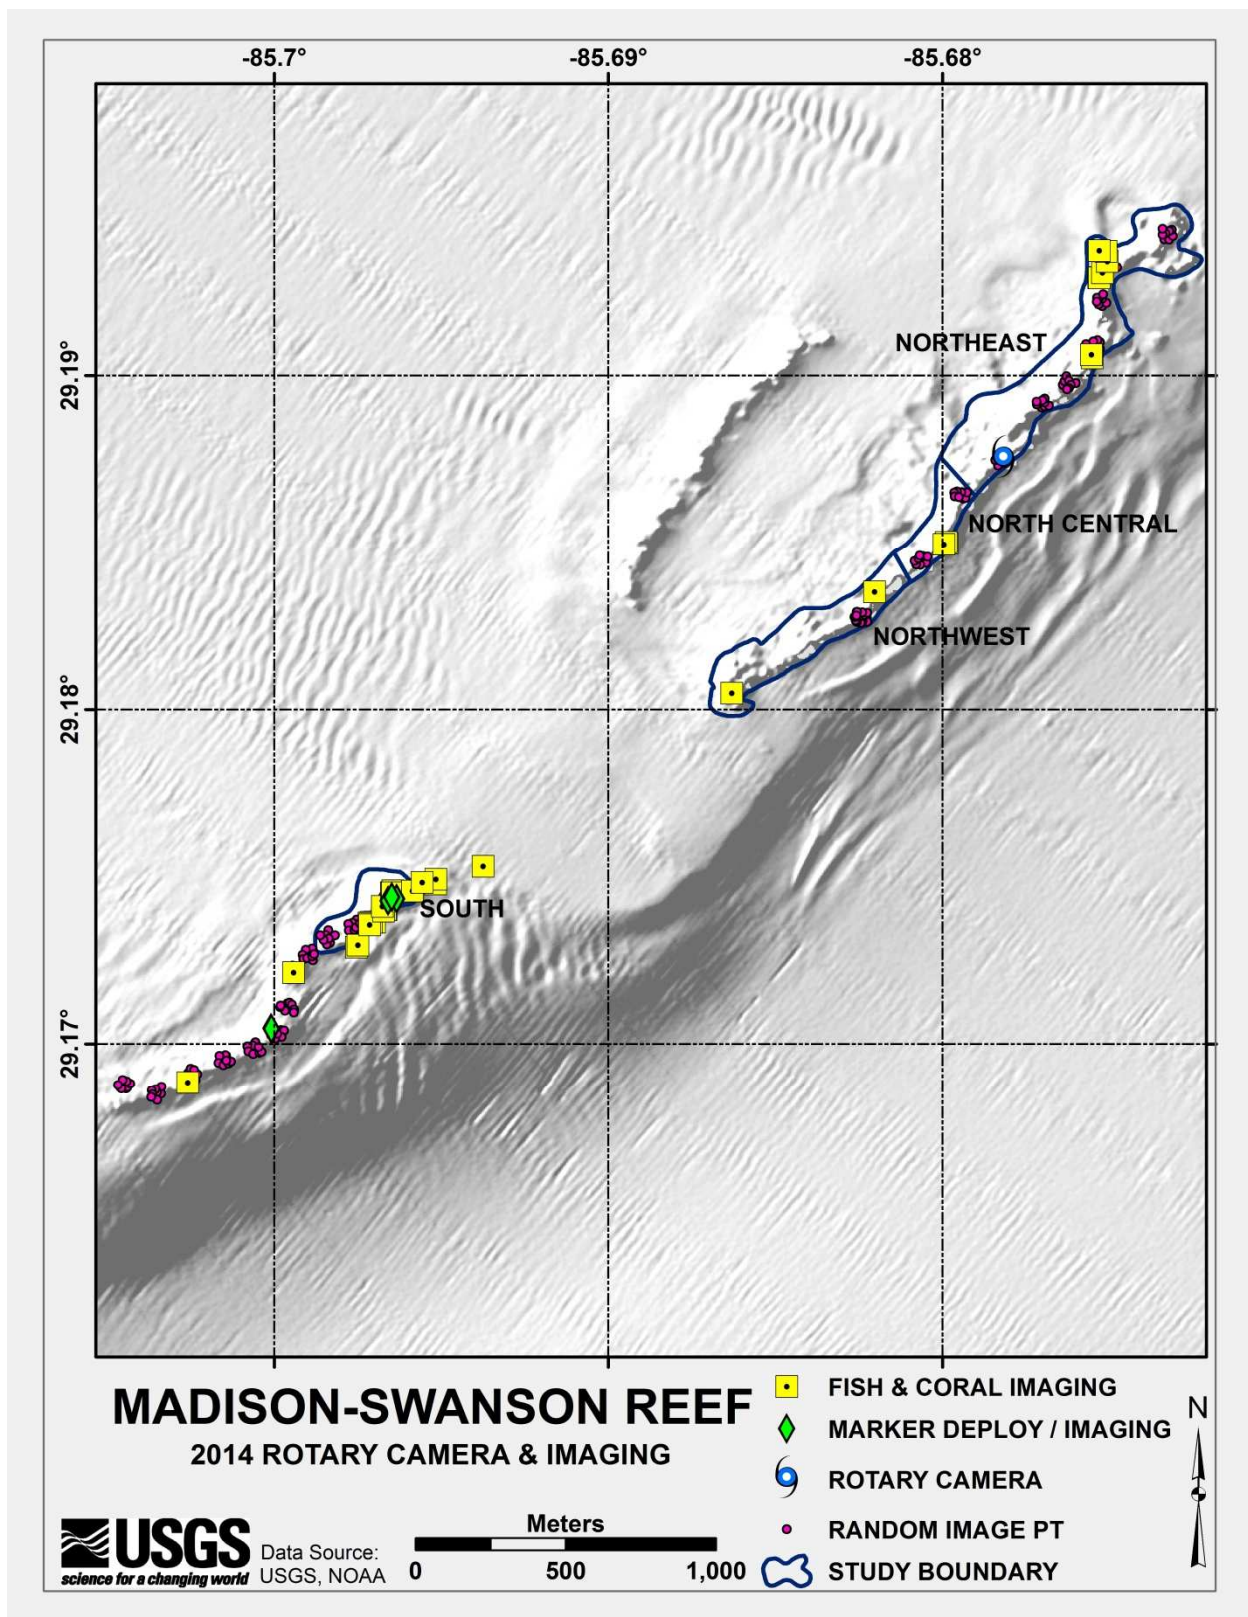 -85.7° -85.69° -85.68°
NORTHEAST
29.19°
NORTH CENTRAL
NORTHWEST
29.18°
SOUTH
29.17°
MADISON-SWANSON REEF
2014 ROTARY CAMERA & IMAGING
FISH & CORAL IMAGING
MARKER DEPLOY / IMAGING
ROTARY CAMERA
RANDOM IMAGE PT
STUDY BOUNDARY
N
USGS
science for a changing world
Data Source:
USGS, NOAA
Meters
0 500 1,000